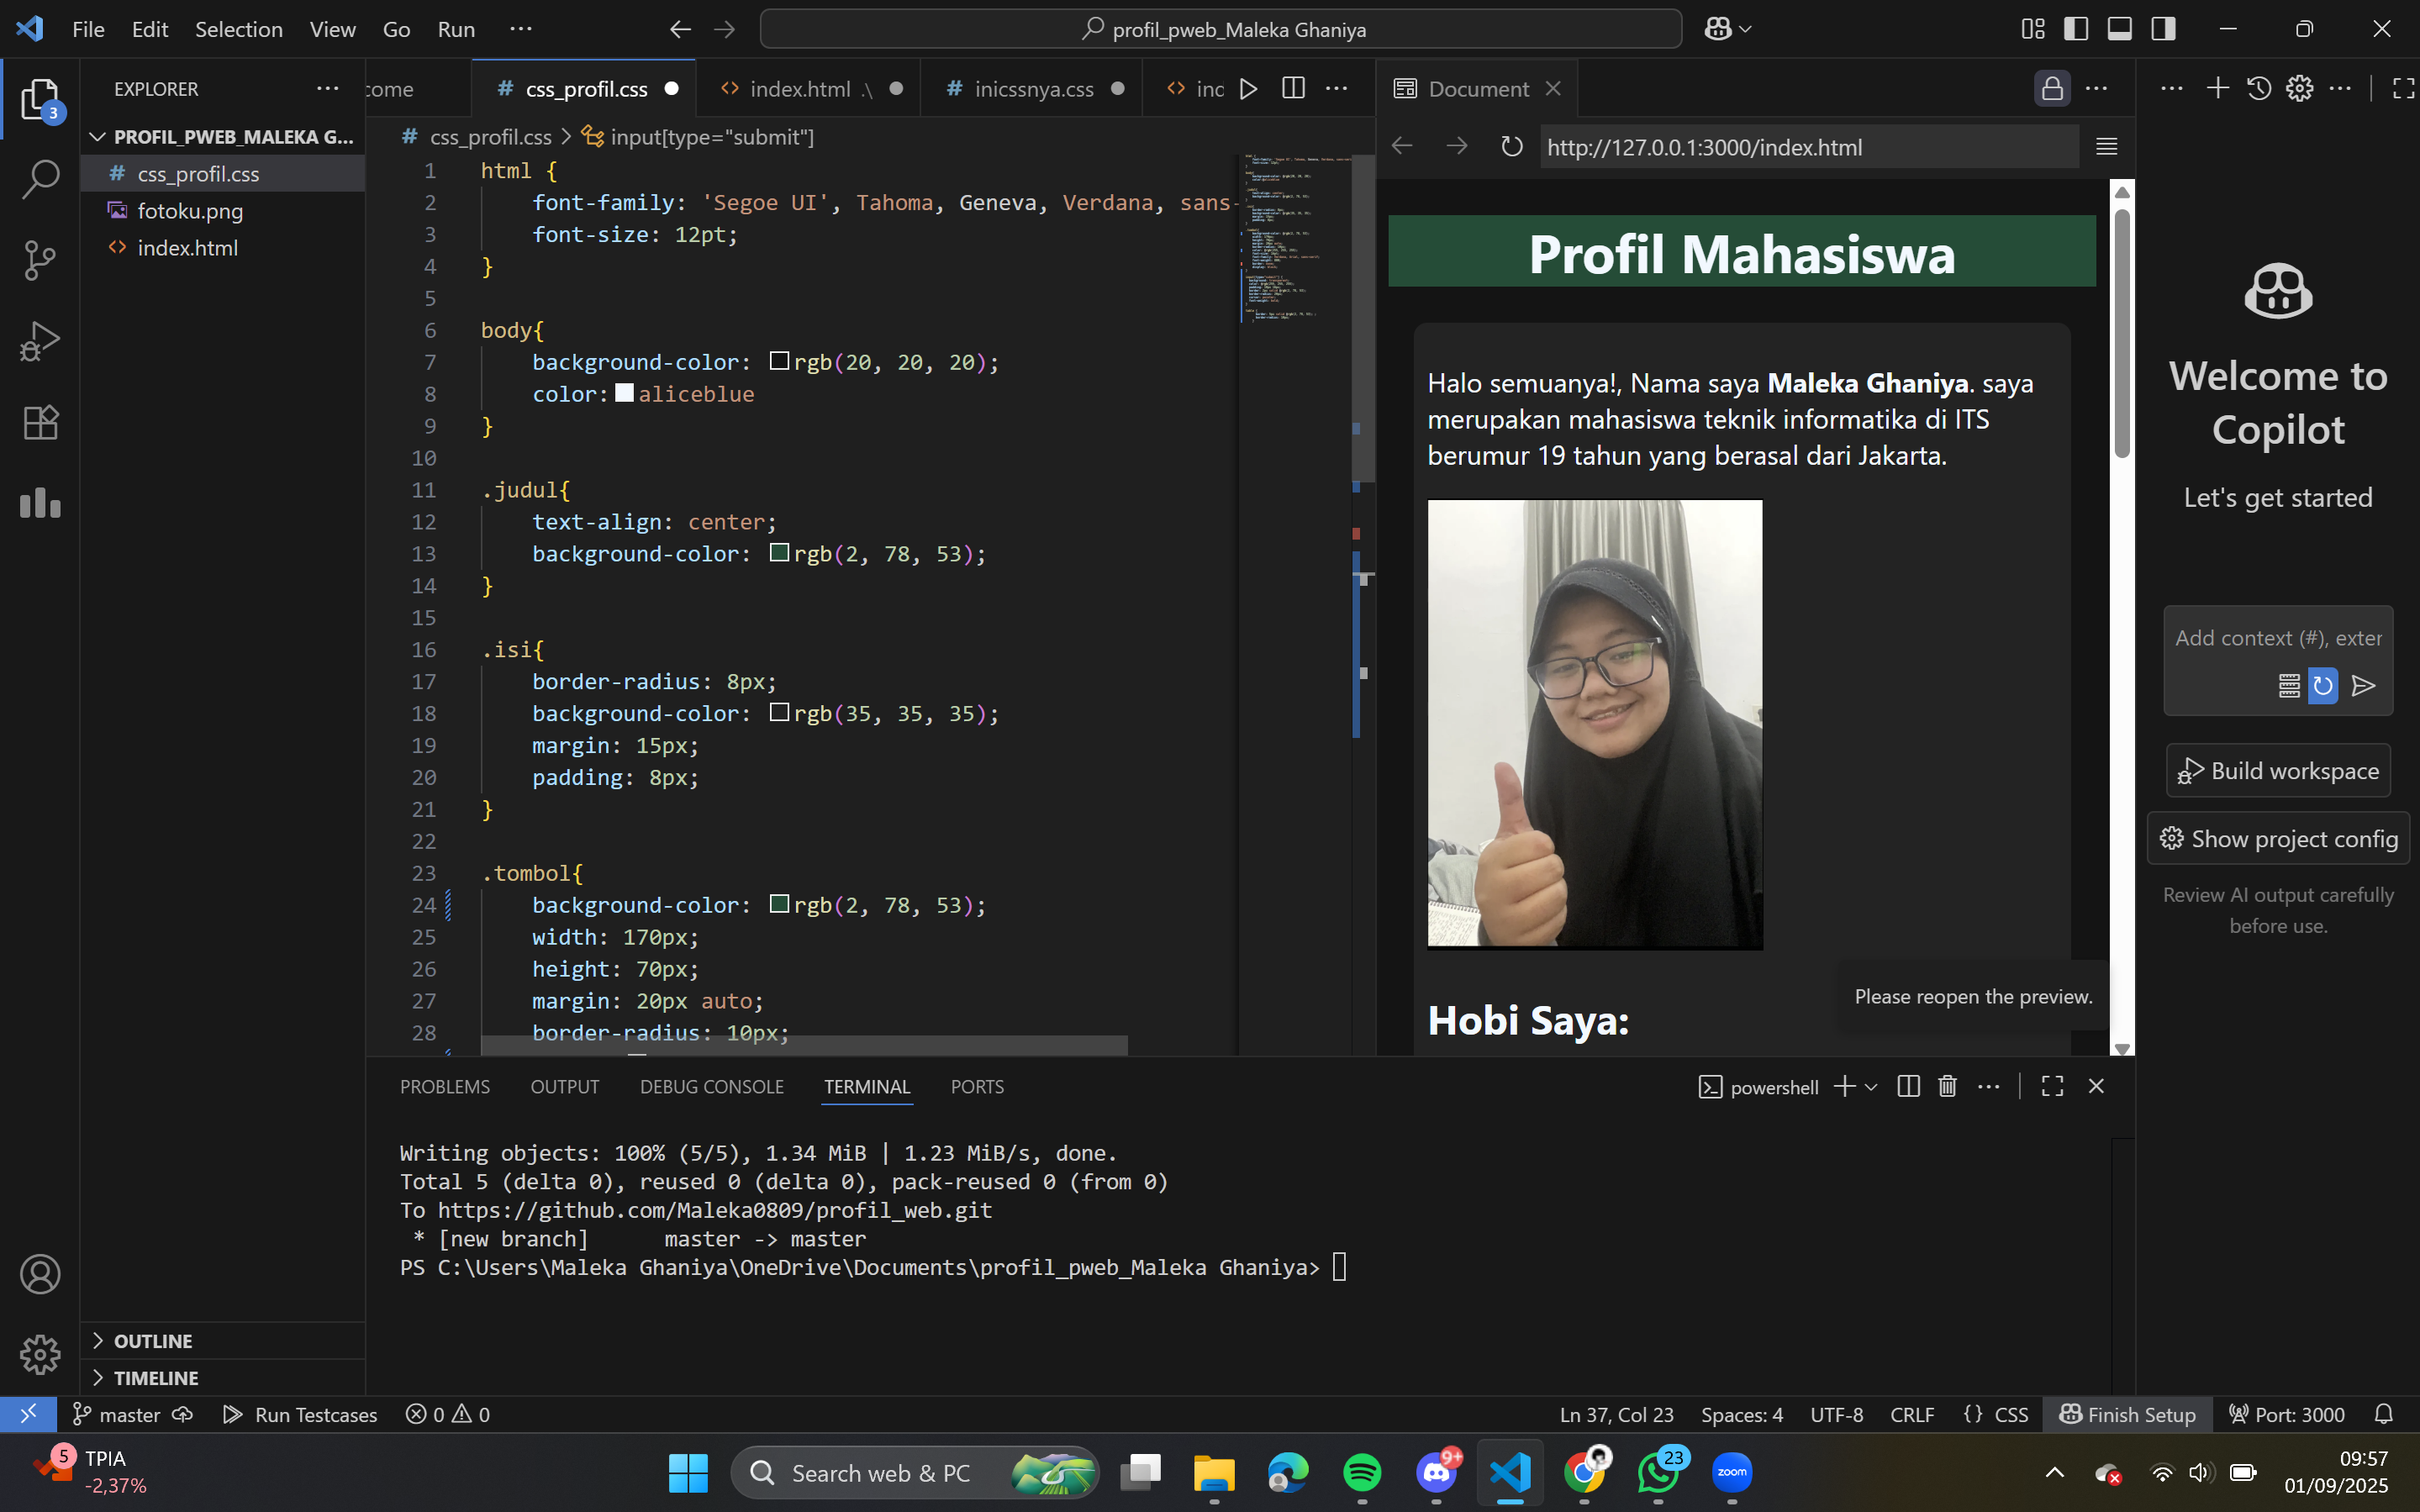 File Edit Selection View Go Run ···
profil_pweb_Maleka Ghaniya
EXPLORER
3
PROFIL_PWEB_MALEKA G...
# css_profil.css
fotoku.png
<> index.html
OUTLINE
TIMELINE
come
# css_profil.css
<> index.html .\
# inicssnya.css
<> ind
# css_profil.css > input[type="submit"]
1 html {
2 font-family: 'Segoe UI', Tahoma, Geneva, Verdana, sans-
3 font-size: 12pt;
4 }
5
6 body{
7 background-color: rgb(20, 20, 20);
8 color: aliceblue
9 }
10
11 .judul{
12 text-align: center;
13 background-color: rgb(2, 78, 53);
14 }
15
16 .isi{
17 border-radius: 8px;
18 background-color: rgb(35, 35, 35);
19 margin: 15px;
20 padding: 8px;
21 }
22
23 .tombol{
24 background-color: rgb(2, 78, 53);
25 width: 170px;
26 height: 70px;
27 margin: 20px auto;
28 border-radius: 10px;
Document
http://127.0.0.1:3000/index.html
Profil Mahasiswa
Halo semuanya!, Nama saya Maleka Ghaniya. saya
merupakan mahasiswa teknik informatika di ITS
berumur 19 tahun yang berasal dari Jakarta.
Hobi Saya:
Please reopen the preview.
Welcome to
Copilot
Let's get started
Add context (#), exter
Build workspace
Show project config
Review AI output carefully
before use.
PROBLEMS OUTPUT DEBUG CONSOLE TERMINAL PORTS
powershell
Writing objects: 100% (5/5), 1.34 MiB | 1.23 MiB/s, done.
Total 5 (delta 0), reused 0 (delta 0), pack-reused 0 (from 0)
To https://github.com/Maleka0809/profil_web.git
* [new branch] master -> master
PS C:\Users\Maleka Ghaniya\OneDrive\Documents\profil_pweb_Maleka Ghaniya>
master Run Testcases 0 0
Ln 37, Col 23 Spaces: 4 UTF-8 CRLF {} CSS Finish Setup Port: 3000
5
TPIA
-2,37%
Search web & PC
9+
23
zoom
09:57
01/09/2025